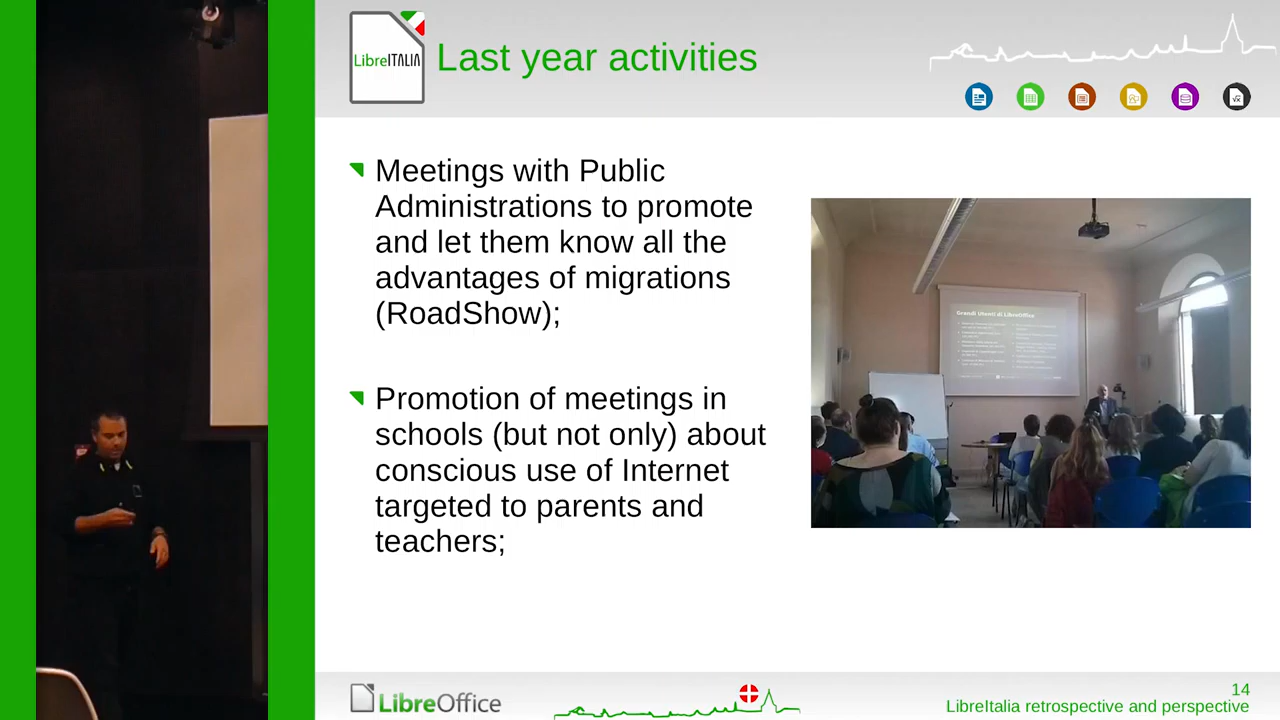 LibreITALIA
Last year activities
Meetings with Public
Administrations to promote
and let them know all the
advantages of migrations
(RoadShow);
Grandi Utenti di LibreOffice
Promotion of meetings in
schools (but not only) about
conscious use of Internet
targeted to parents and
teachers;
LibreOffice
14
LibreItalia retrospective and perspective